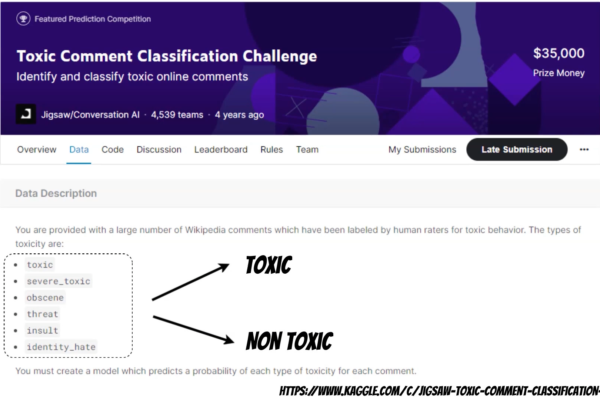 Featured Prediction Competition
Toxic Comment Classification Challenge
Identify and classify toxic online comments
$35,000
Prize Money
Jigsaw/Conversation AI · 4,539 teams · 4 years ago
Overview Data Code Discussion Leaderboard Rules Team My Submissions Late Submission ...
Data Description
You are provided with a large number of Wikipedia comments which have been labeled by human raters for toxic behavior. The types of
toxicity are:
• toxic
• severe_toxic
• obscene
• threat
• insult
• identity_hate
TOXIC
NON TOXIC
You must create a model which predicts a probability of each type of toxicity for each comment.
HTTPS://WWW.KAGGLE.COM/C/JIGSAW-TOXIC-COMMENT-CLASSIFICATION-